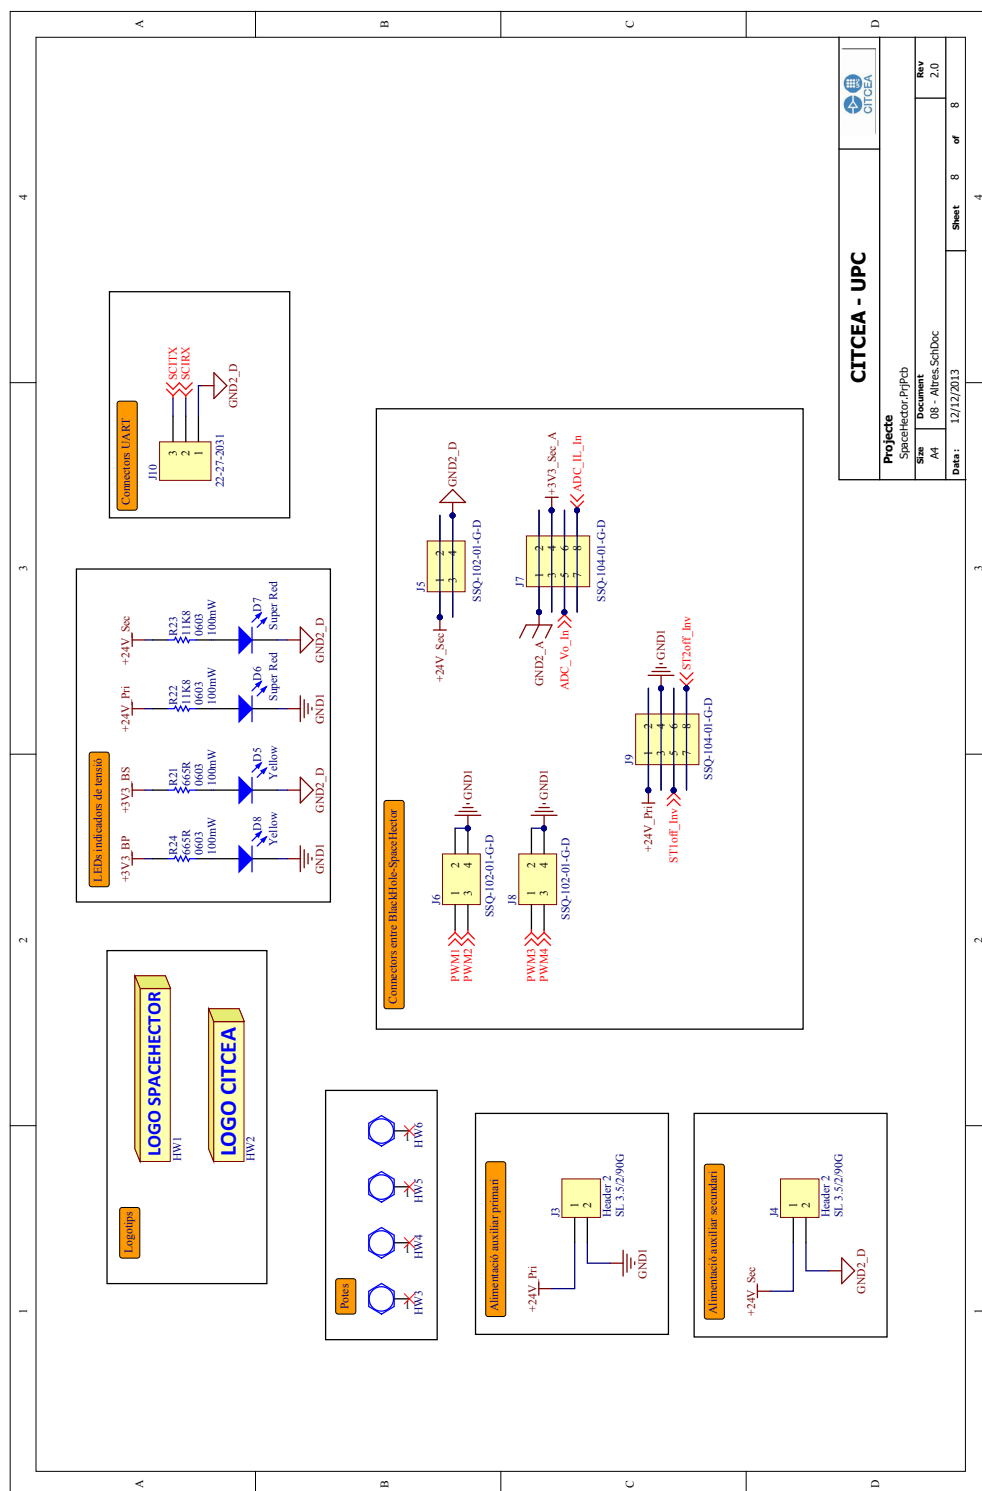 1
2
3
4
A
B
C
D
Logotips
LOGO SPACEHECTOR
HW1
LOGO CITCEA
HW2
LEDs indicadors de tensió
+3V3_BP
R24
665R
0603
100mW
D8
Yellow
GND1
+3V3_BS
R21
665R
0603
100mW
D5
Yellow
GND2_D
+24V_Pri
R22
11K8
0603
100mW
D6
Super Red
GND1
+24V_Sec
R23
11K8
0603
100mW
D7
Super Red
GND2_D
Connectors UART
J10
3
2
1
SCITX
SCIRX
GND2_D
22-27-2031
Potes
HW3
HW4
HW5
HW6
Alimentació auxiliar primari
+24V_Pri
J3
1
2
Header 2
SL 3.5/2/90G
GND1
Alimentació auxiliar secundari
+24V_Sec
J4
1
2
Header 2
SL 3.5/2/90G
GND2_D
Connectors entre BlackHole-SpaceHector
J6
PWM1
PWM2
1 2
3 4
GND1
SSQ-102-01-G-D
J8
PWM3
PWM4
1 2
3 4
GND1
SSQ-102-01-G-D
J5
+24V_Sec
1 2
3 4
GND2_D
SSQ-102-01-G-D
J7
GND2_A
ADC_Vo_In
1 2
3 4
5 6
7 8
+3V3_Sec_A
ADC_IL_In
SSQ-104-01-G-D
J9
+24V_Pri
ST1off_Inv
1 2
3 4
5 6
7 8
GND1
ST2off_Inv
SSQ-104-01-G-D
CITCEA - UPC
CITCEA
Projecte
SpaceHector.PrjPcb
Size
A4
Document
08 - Altres.SchDoc
Rev
2.0
Data:
12/12/2013
Sheet 8 of 8
1
2
3
4
A
B
C
D